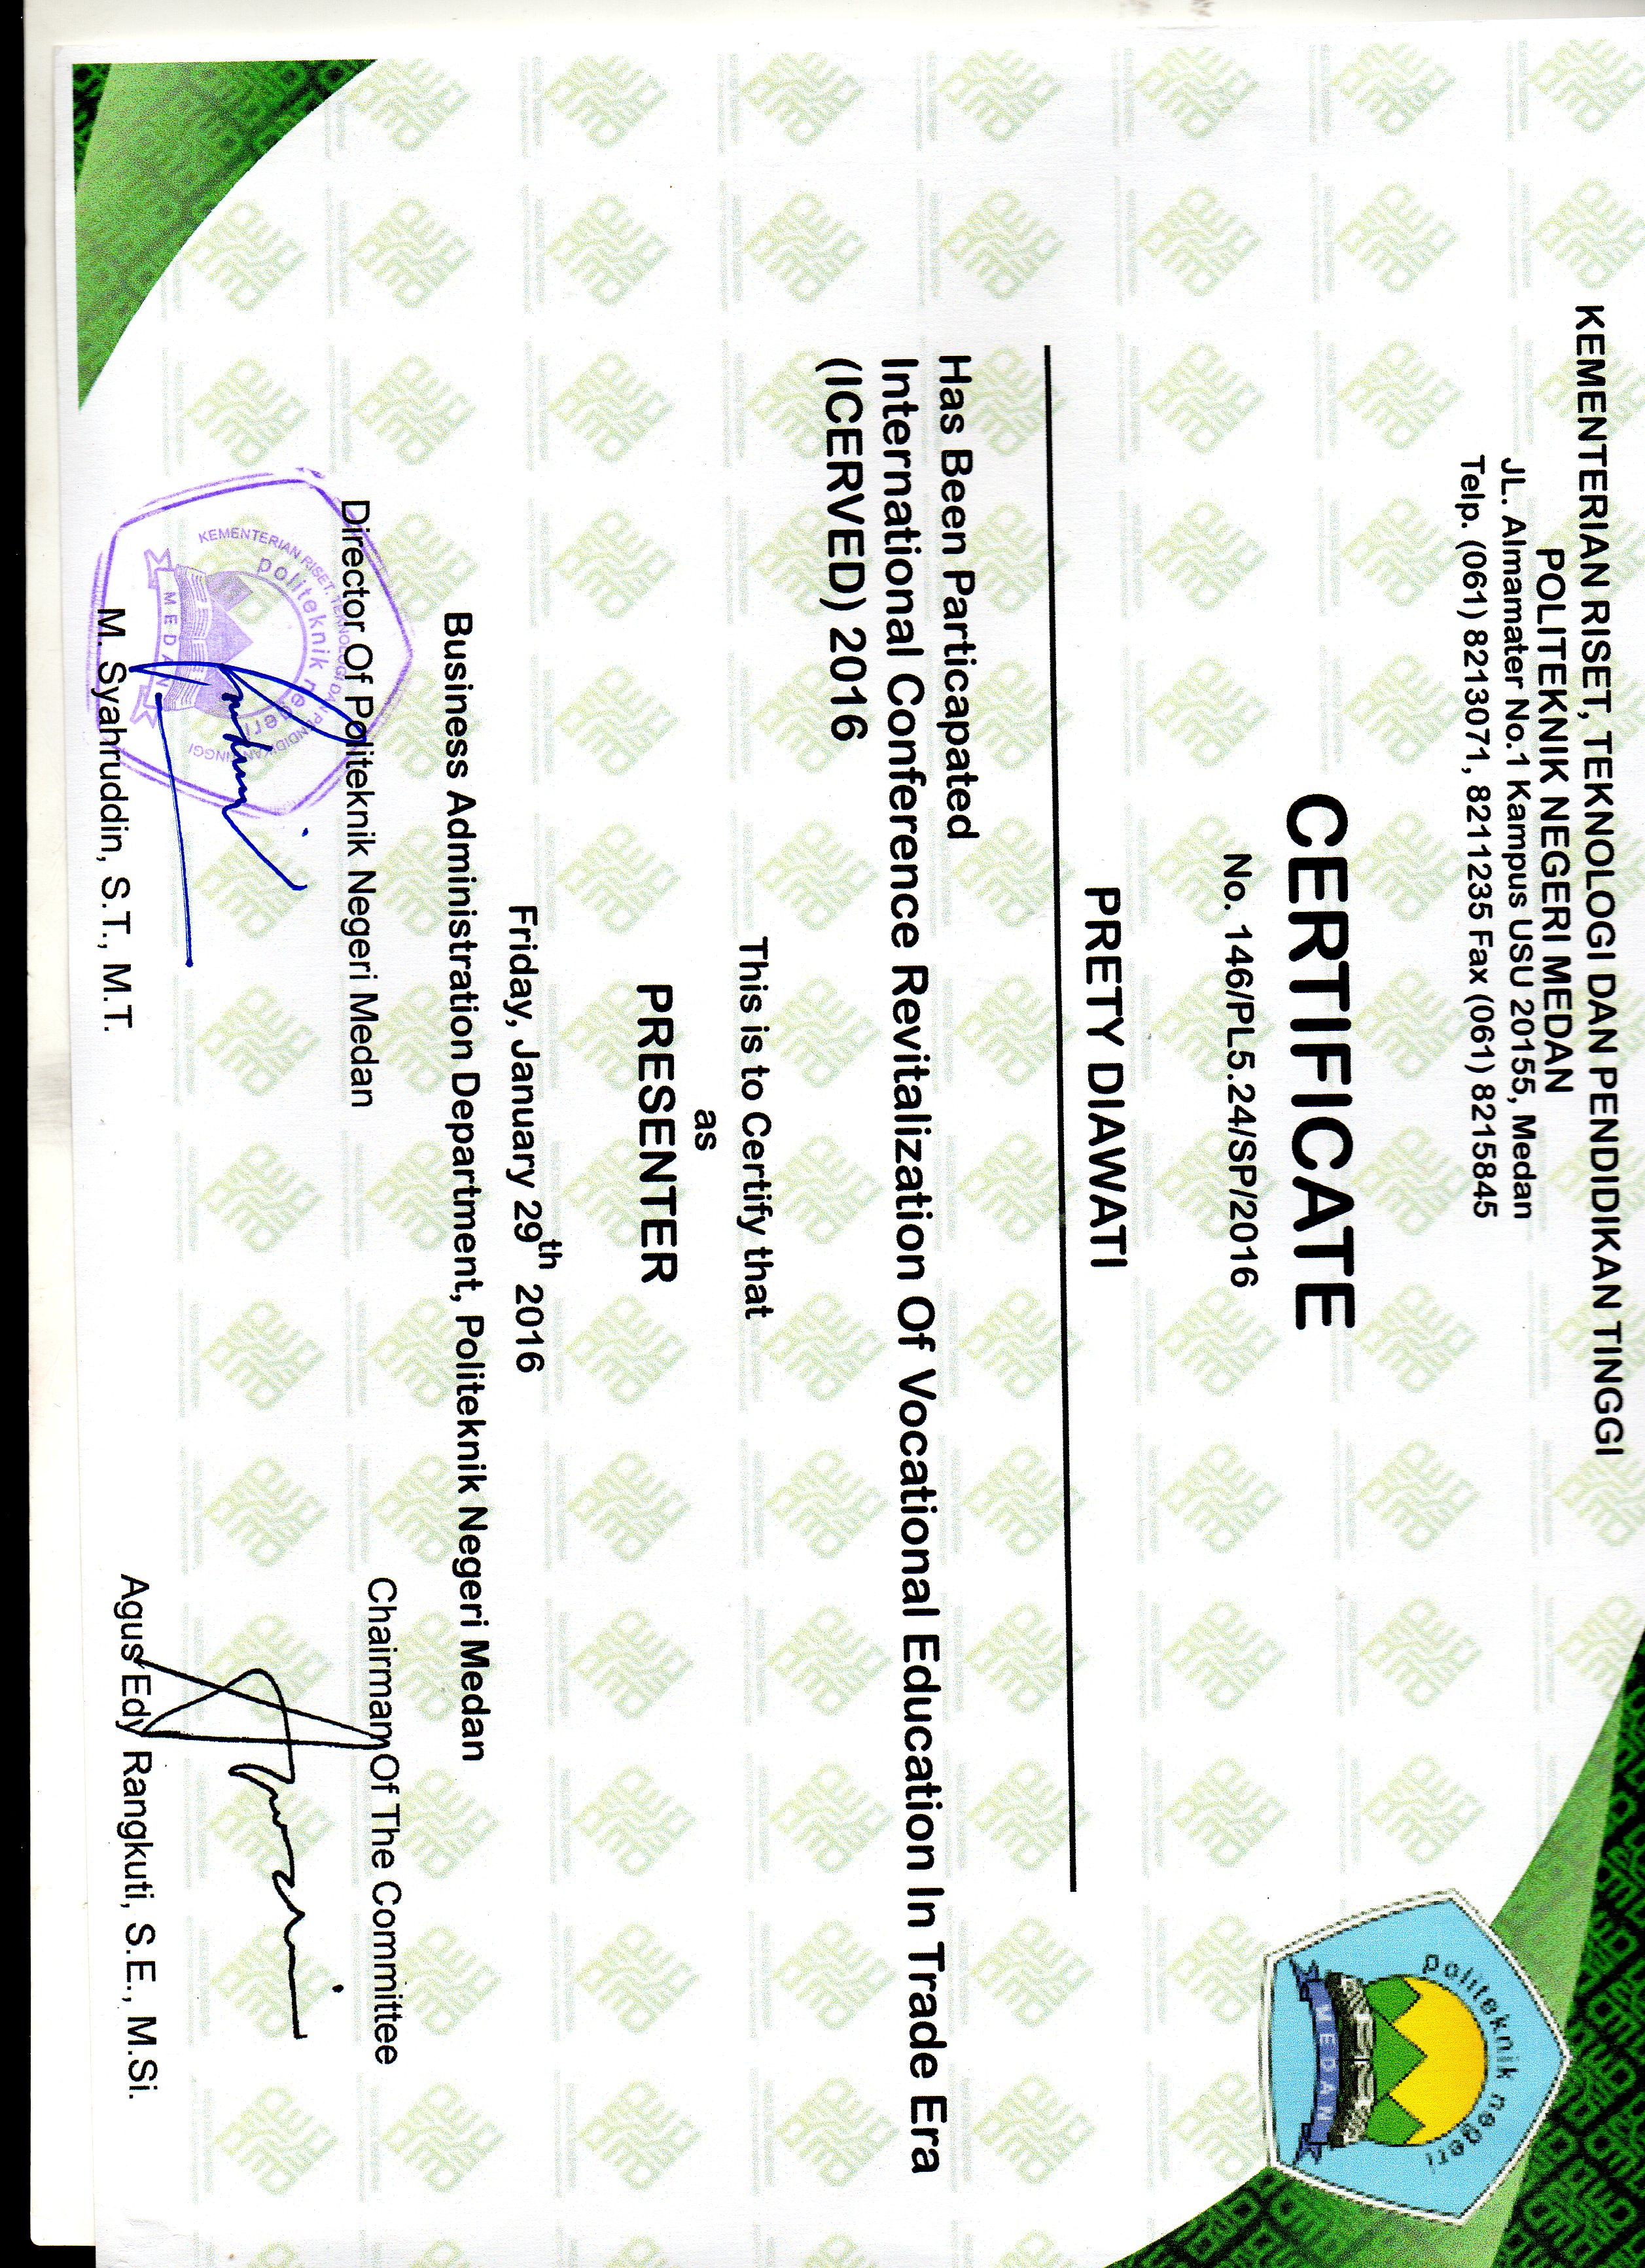 KEMENTERIAN RISET, TEKNOLOGI DAN PENDIDIKAN TINGGI
POLITEKNIK NEGERI MEDAN
JL. Almamater No.1 Kampus USU 20155, Medan
Telp. (061) 8213071, 8211235 Fax (061) 8215845
politeknik negeri
MEDAN
CERTIFICATE
No. 146/PL5.24/SP/2016
PRETY DIAWATI
Has Been Particapated
International Conference Revitalization Of Vocational Education In Trade Era
(ICERVED) 2016
This is to Certify that
as
PRESENTER
Friday, January 29th 2016
Business Administration Department, Politeknik Negeri Medan
Director Of Politeknik Negeri Medan
Chairman Of The Committee
KEMENTERIAN RISET, TEKNOLOGI DAN PENDIDIKAN TINGGI
politeknik negeri
MEDAN
M. Syahruddin, S.T., M.T.
Agus Edy Rangkuti, S.E., M.Si.